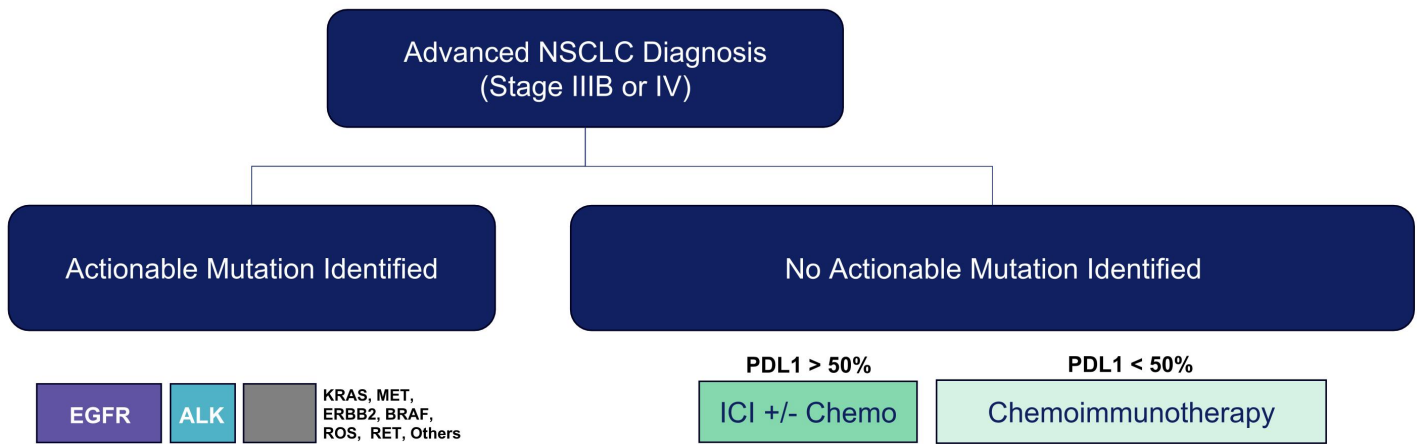 Advanced NSCLC Diagnosis
(Stage IIIB or IV)
Actionable Mutation Identified
No Actionable Mutation Identified
EGFR
ALK
KRAS, MET,
ERBB2, BRAF,
ROS, RET, Others
PDL1 > 50%
ICI +/- Chemo
PDL1 < 50%
Chemoimmunotherapy